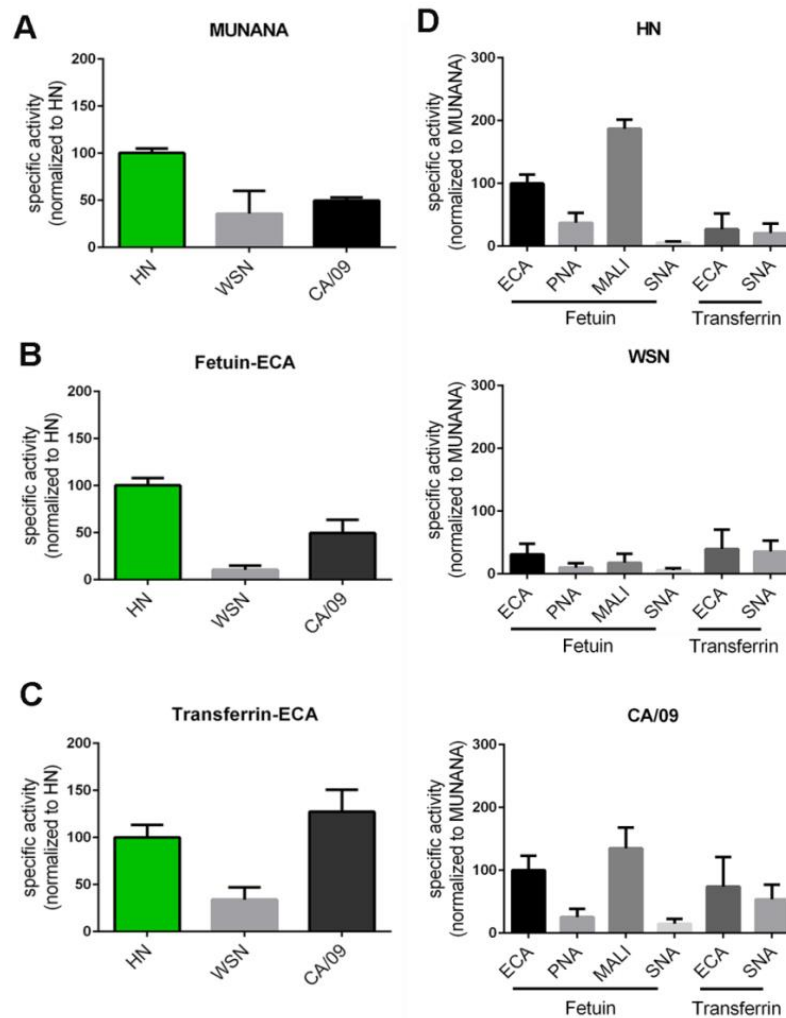 A
MUNANA
specific activity
(normalized to HN)
200
150
100
50
0
HN
WSN
CA/09
B
Fetuin-ECA
specific activity
(normalized to HN)
200
150
100
50
0
HN
WSN
CA/09
C
Transferrin-ECA
specific activity
(normalized to HN)
200
150
100
50
0
HN
WSN
CA/09
D
HN
specific activity
(normalized to MUNANA)
300
200
100
0
ECA
PNA
MALI
SNA
ECA
SNA
Fetuin
Transferrin
WSN
specific activity
(normalized to MUNANA)
300
200
100
0
ECA
PNA
MALI
SNA
ECA
SNA
Fetuin
Transferrin
CA/09
specific activity
(normalized to MUNANA)
300
200
100
0
ECA
PNA
MALI
SNA
ECA
SNA
Fetuin
Transferrin